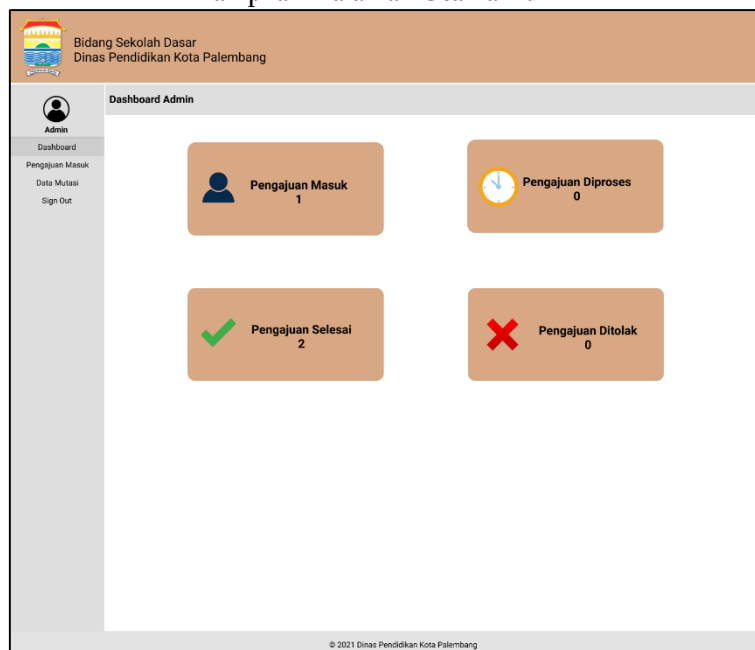 Bidang Sekolah Dasar
Dinas Pendidikan Kota Palembang
Admin
Dashboard
Pengajuan Masuk
Data Mutasi
Sign Out
Dashboard Admin
Pengajuan Masuk
1
Pengajuan Diproses
0
Pengajuan Selesai
2
Pengajuan Ditolak
0
© 2021 Dinas Pendidikan Kota Palembang